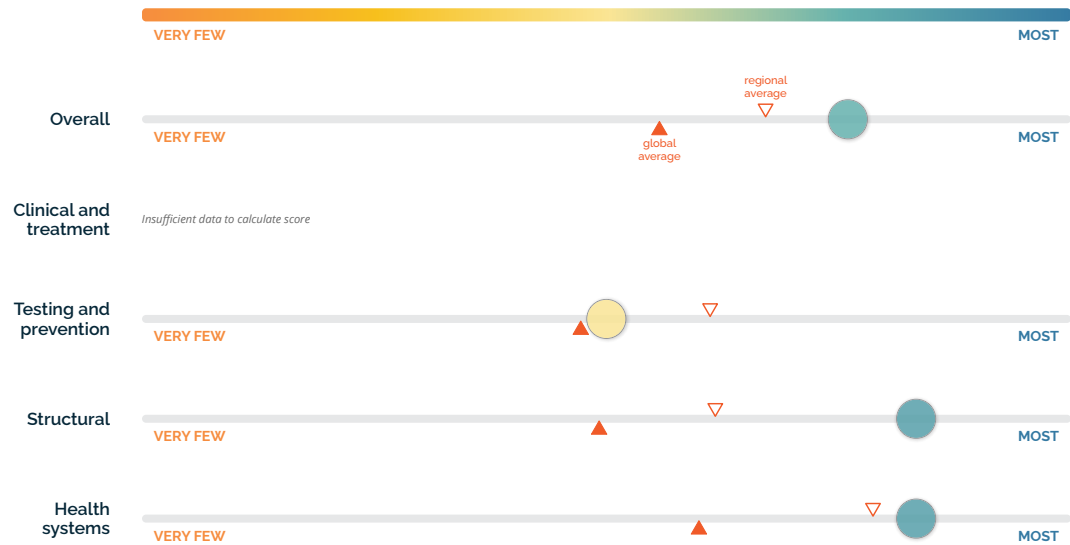 VERY FEW MOST
regional
average
Overall
VERY FEW MOST
global
average
Clinical and
treatment
Insufficient data to calculate score
Testing and
prevention
VERY FEW MOST
Structural
VERY FEW MOST
Health
systems
VERY FEW MOST